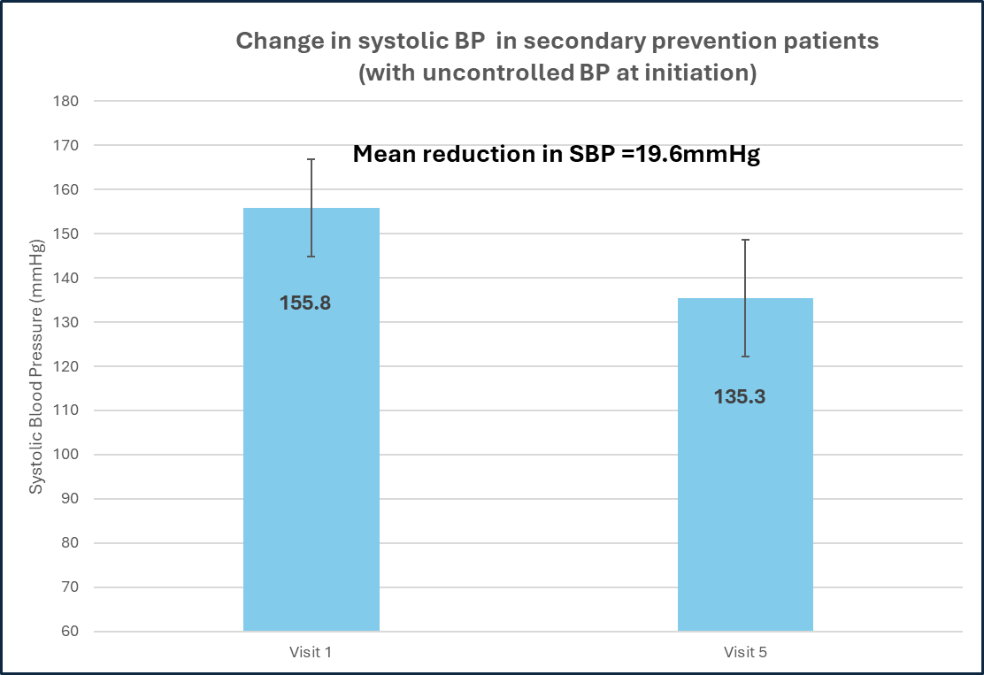 Change in systolic BP  in secondary prevention patients
(with uncontrolled BP at initiation)
Mean reduction in SBP =19.6mmHg
Systolic Blood Pressure (mmHg)
180
170
160
150
140
130
120
110
100
90
80
70
60
155.8
135.3
Visit 1
Visit 5